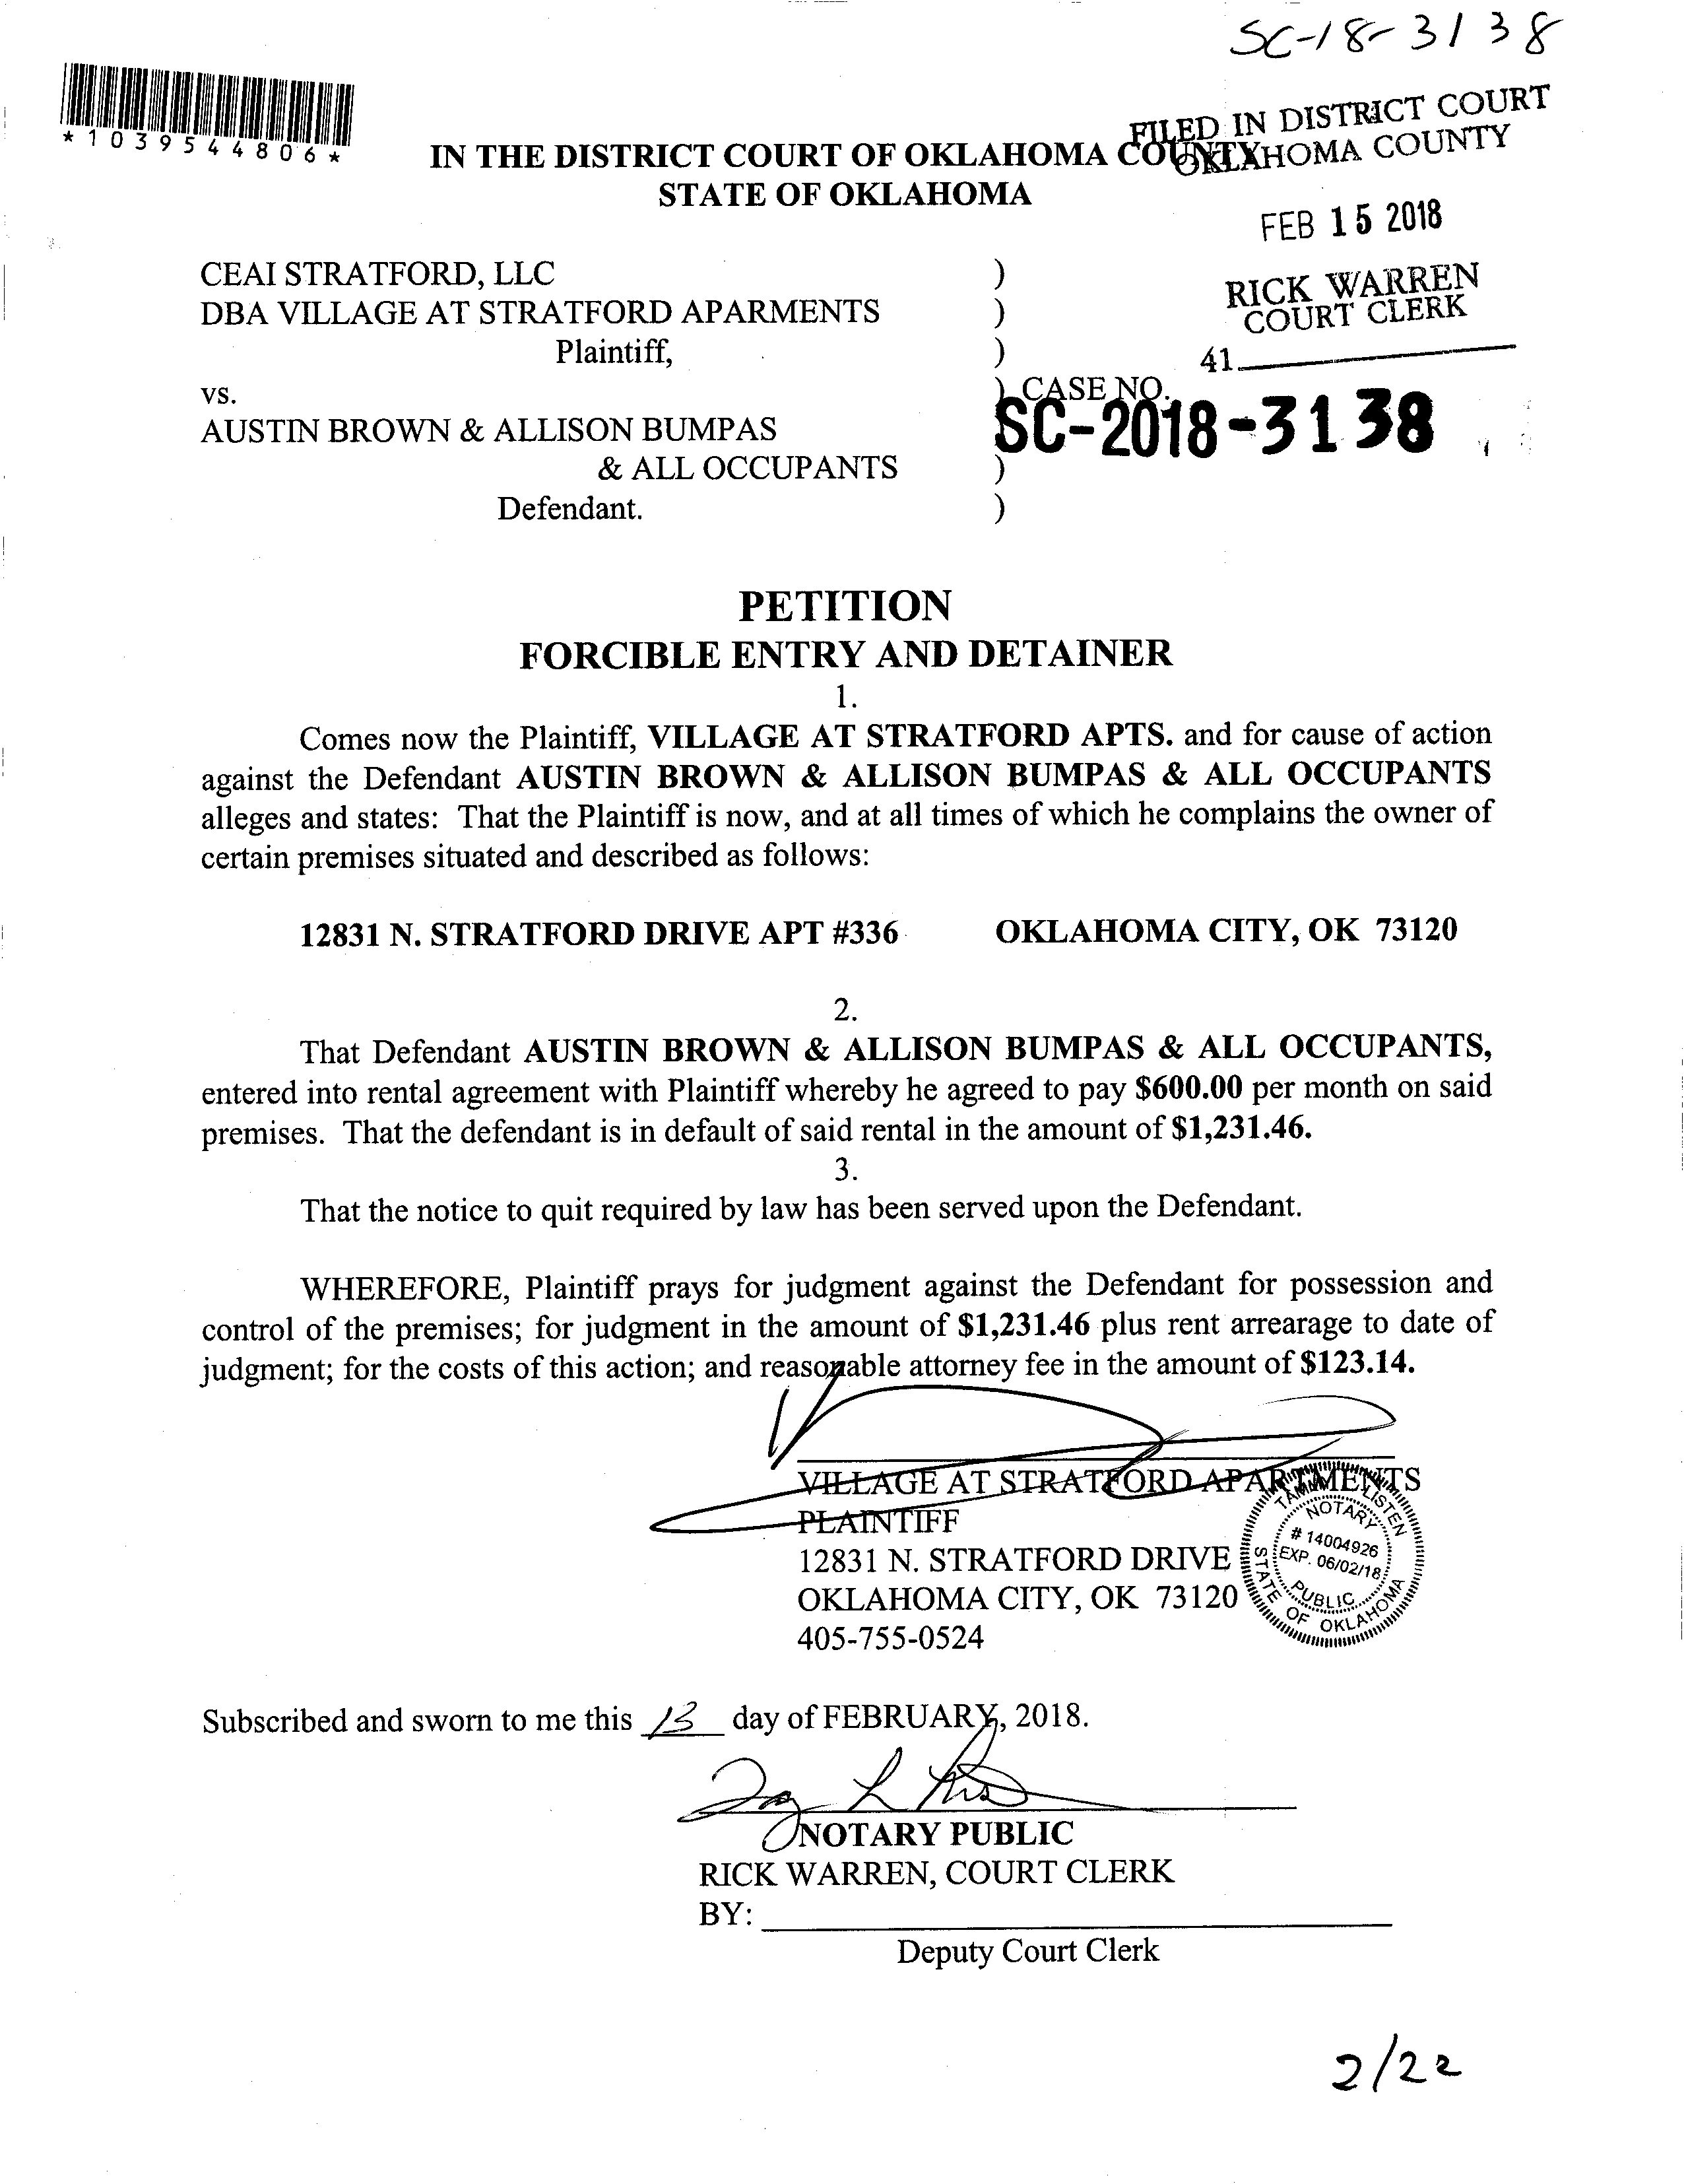 SC-18-3138
*1039544806*
FILED IN DISTRICT COURT
OKLAHOMA COUNTY
IN THE DISTRICT COURT OF OKLAHOMA COUNTY
STATE OF OKLAHOMA
FEB 15 2018
RICK WARREN
COURT CLERK
41
CEAI STRATFORD, LLC )
DBA VILLAGE AT STRATFORD APARMENTS )
Plaintiff, )
vs. ) CASE NO.
SC-2018-3138
AUSTIN BROWN & ALLISON BUMPAS
& ALL OCCUPANTS )
Defendant. )
PETITION
FORCIBLE ENTRY AND DETAINER
1.
Comes now the Plaintiff, VILLAGE AT STRATFORD APTS. and for cause of action
against the Defendant AUSTIN BROWN & ALLISON BUMPAS & ALL OCCUPANTS
alleges and states: That the Plaintiff is now, and at all times of which he complains the owner of
certain premises situated and described as follows:
12831 N. STRATFORD DRIVE APT #336 OKLAHOMA CITY, OK 73120
2.
That Defendant AUSTIN BROWN & ALLISON BUMPAS & ALL OCCUPANTS,
entered into rental agreement with Plaintiff whereby he agreed to pay $600.00 per month on said
premises. That the defendant is in default of said rental in the amount of $1,231.46.
3.
That the notice to quit required by law has been served upon the Defendant.
WHEREFORE, Plaintiff prays for judgment against the Defendant for possession and
control of the premises; for judgment in the amount of $1,231.46 plus rent arrearage to date of
judgment; for the costs of this action; and reasonable attorney fee in the amount of $123.14.
VILLAGE AT STRATFORD APARTMENTS
PLAINTIFF
12831 N. STRATFORD DRIVE
OKLAHOMA CITY, OK 73120
405-755-0524
LISTEN
NOTARY
# 14004926
EXP. 06/02/18
PUBLIC
STATE OF OKLAHOMA
Subscribed and sworn to me this 13 day of FEBRUARY, 2018.
NOTARY PUBLIC
RICK WARREN, COURT CLERK
BY:
Deputy Court Clerk
2/22